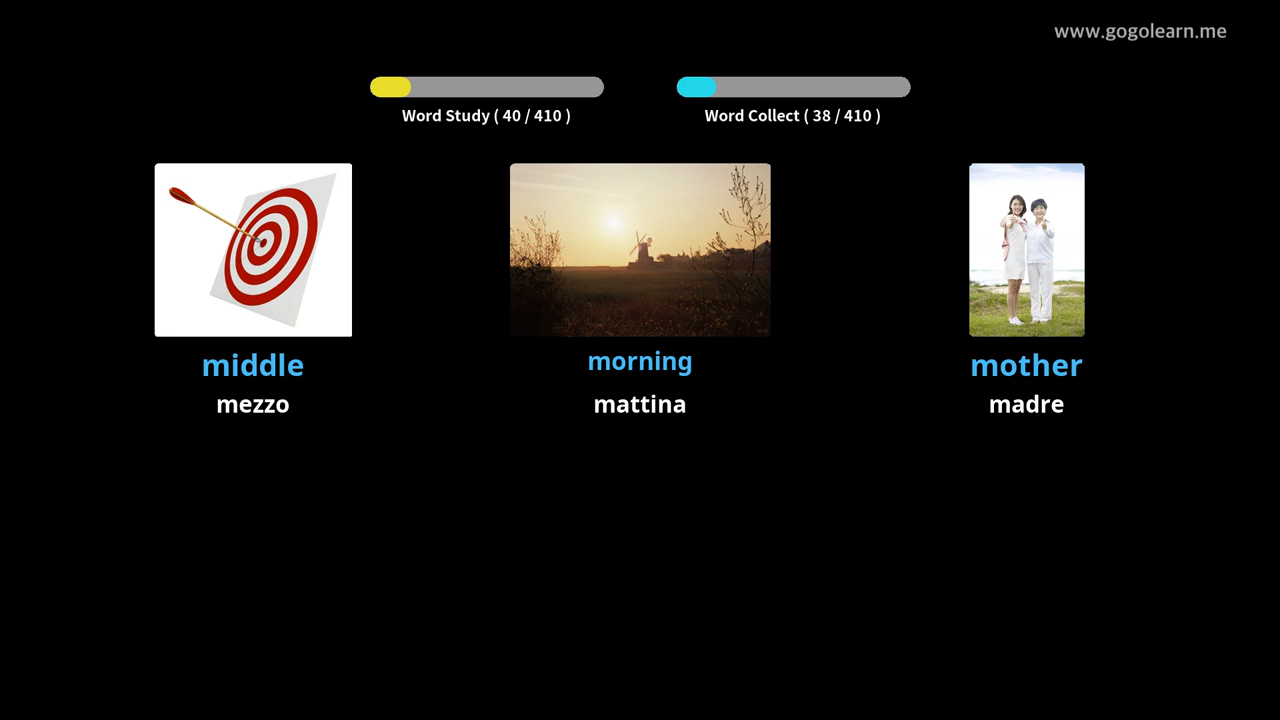 www.gogolearn.me
Word Study ( 40 / 410 )
Word Collect ( 38 / 410 )
middle
mezzo
morning
mattina
mother
madre